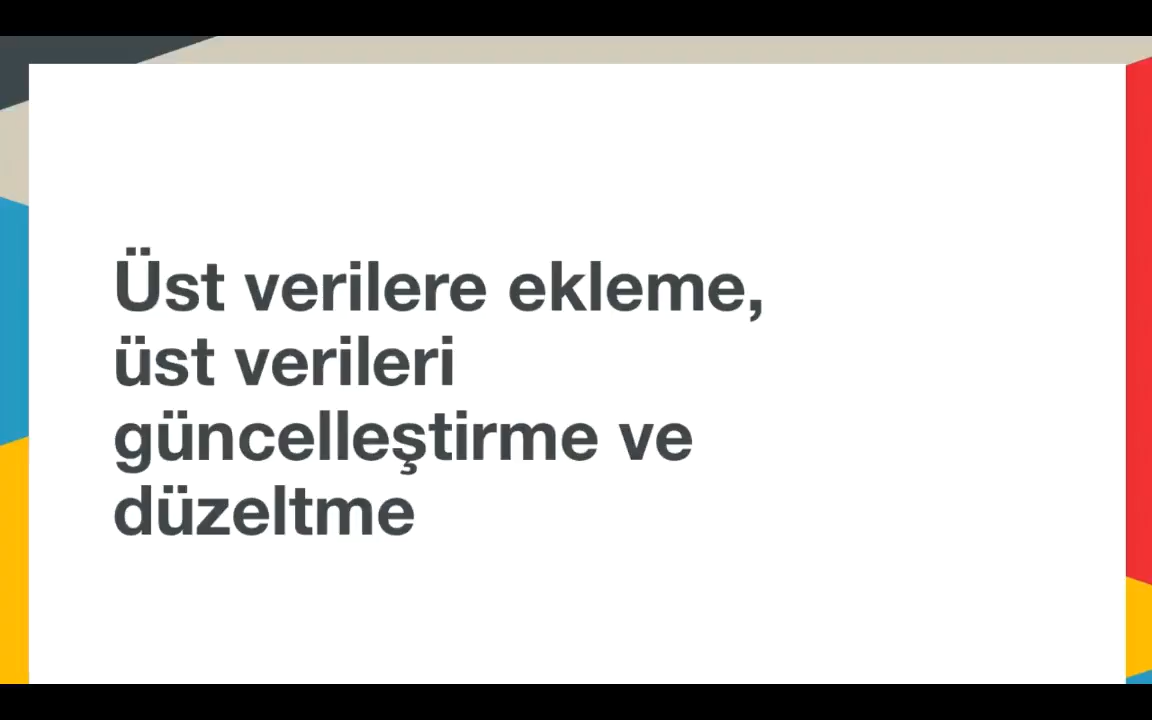 Üst verilere ekleme,
üst verileri
güncelleştirme ve
düzeltme